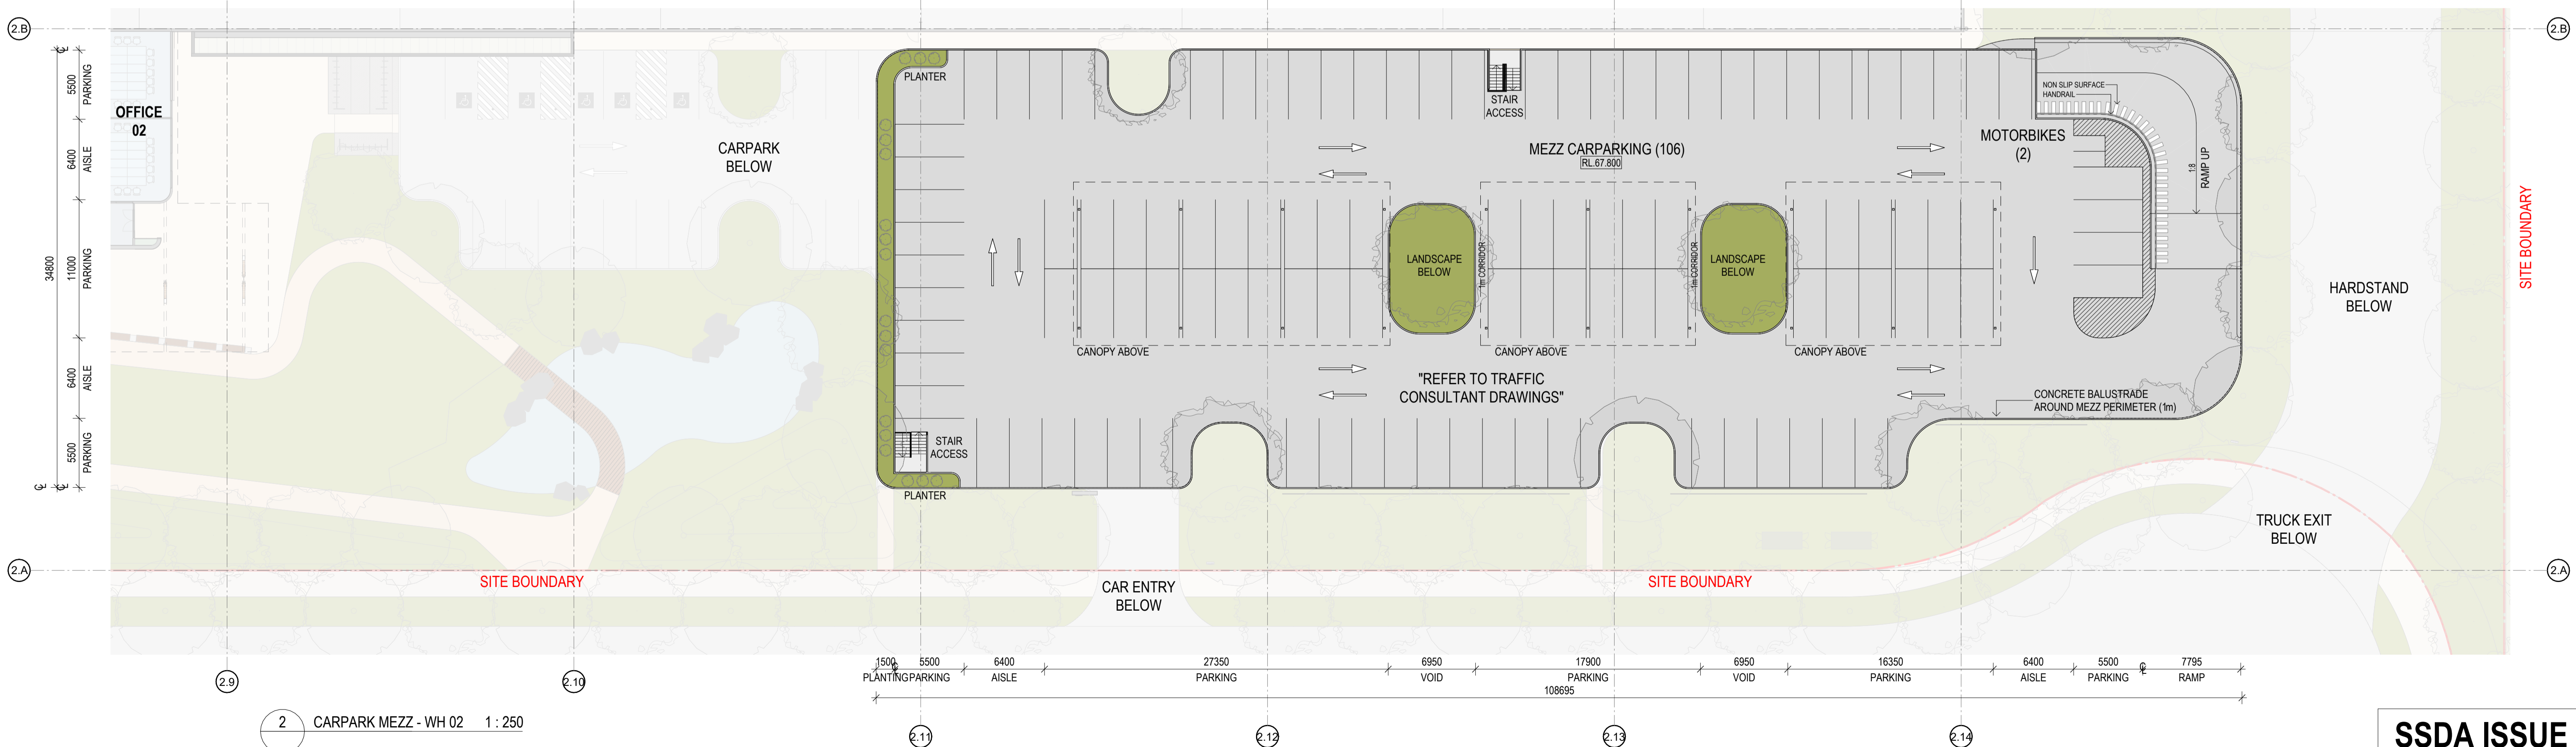 2.B
2.B
5500
PARKING
6400
AISLE
34800
11000
PARKING
6400
AISLE
5500
PARKING
OFFICE
02
CARPARK
BELOW
PLANTER
STAIR
ACCESS
MEZZ CARPARKING (106)
RL.67.800
NON SLIP SURFACE
HANDRAIL
MOTORBIKES
(2)
1:8
RAMP UP
SITE BOUNDARY
LANDSCAPE
BELOW
1m CORRIDOR
1m CORRIDOR
LANDSCAPE
BELOW
HARDSTAND
BELOW
CANOPY ABOVE
CANOPY ABOVE
CANOPY ABOVE
"REFER TO TRAFFIC
CONSULTANT DRAWINGS"
CONCRETE BALUSTRADE
AROUND MEZZ PERIMETER (1m)
STAIR
ACCESS
PLANTER
TRUCK EXIT
BELOW
2.A
2.A
SITE BOUNDARY
SITE BOUNDARY
CAR ENTRY
BELOW
1500 5500 6400 27350 6950 17900 6950 16350 6400 5500 7795
PLANTING PARKING AISLE PARKING VOID PARKING VOID PARKING AISLE PARKING RAMP
108695
2.9
2.10
2.11
2.12
2.13
2.14
2 CARPARK MEZZ - WH 02 1 : 250
SSDA ISSUE